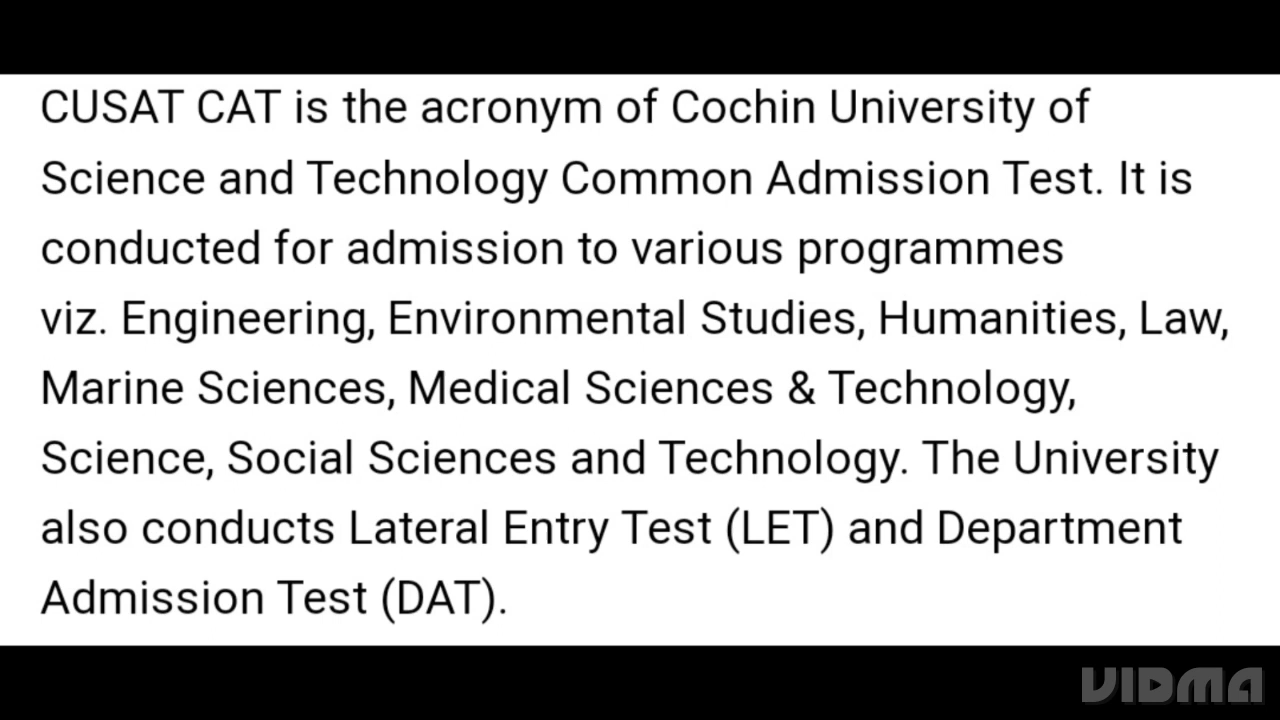 CUSAT CAT is the acronym of Cochin University of
Science and Technology Common Admission Test. It is
conducted for admission to various programmes
viz. Engineering, Environmental Studies, Humanities, Law,
Marine Sciences, Medical Sciences & Technology,
Science, Social Sciences and Technology. The University
also conducts Lateral Entry Test (LET) and Department
Admission Test (DAT).
VIDMA